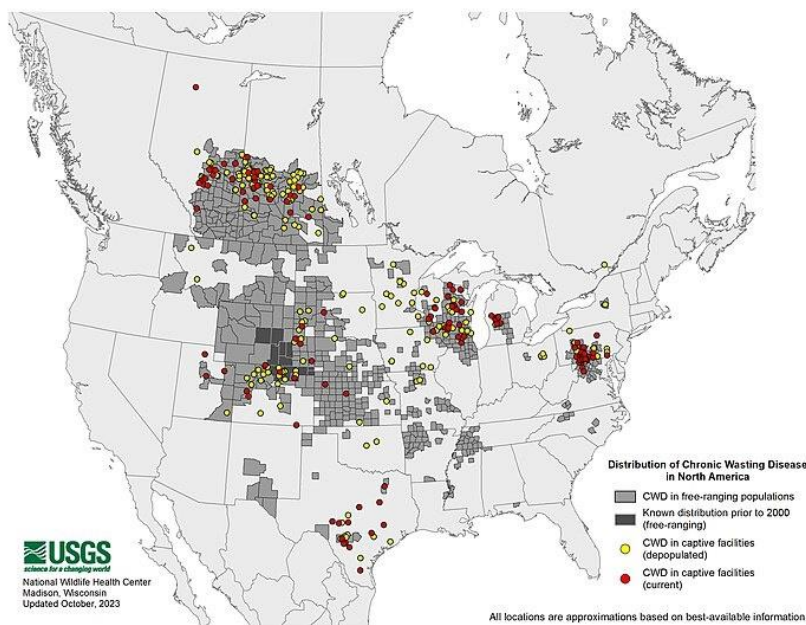 Distribution of Chronic Wasting Disease
in North America
CWD in free-ranging populations
Known distribution prior to 2000
(free-ranging)
CWD in captive facilities
(depopulated)
CWD in captive facilities
(current)
USGS
science for a changing world
National Wildlife Health Center
Madison, Wisconsin
Updated October, 2023
All locations are approximations based on best-available information